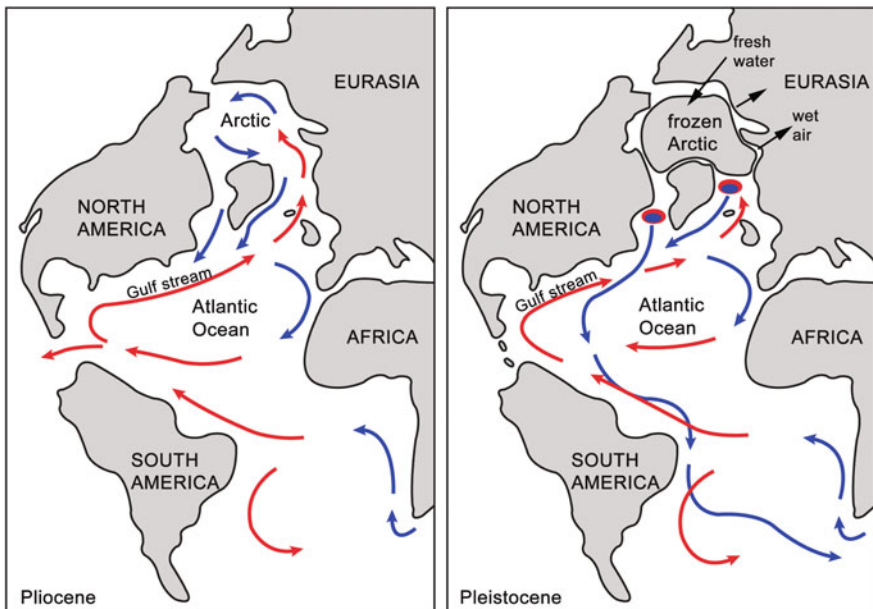 EURASIA
Arctic
NORTH
AMERICA
Gulf stream
Atlantic
Ocean
AFRICA
SOUTH
AMERICA
Pliocene
fresh
water
EURASIA
wet
air
frozen
Arctic
NORTH
AMERICA
Gulf stream
Atlantic
Ocean
AFRICA
SOUTH
AMERICA
Pleistocene